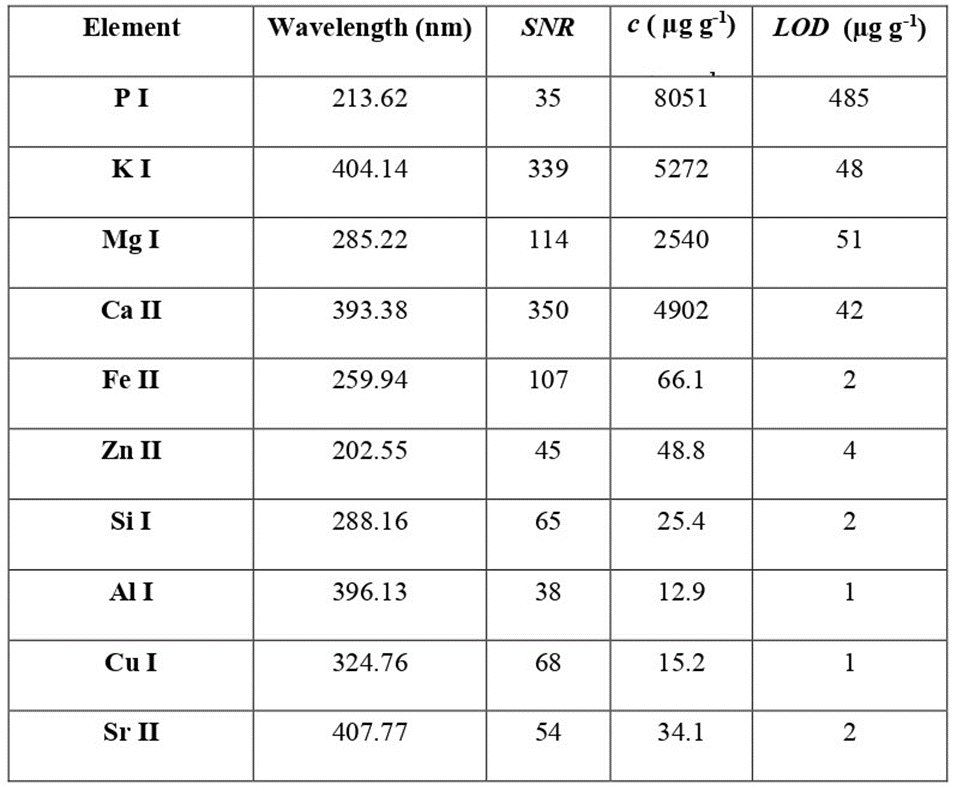 Element Wavelength (nm) SNR c ( µg g-1) LOD (µg g-1)
P I 213.62 35 8051 485
K I 404.14 339 5272 48
Mg I 285.22 114 2540 51
Ca II 393.38 350 4902 42
Fe II 259.94 107 66.1 2
Zn II 202.55 45 48.8 4
Si I 288.16 65 25.4 2
Al I 396.13 38 12.9 1
Cu I 324.76 68 15.2 1
Sr II 407.77 54 34.1 2